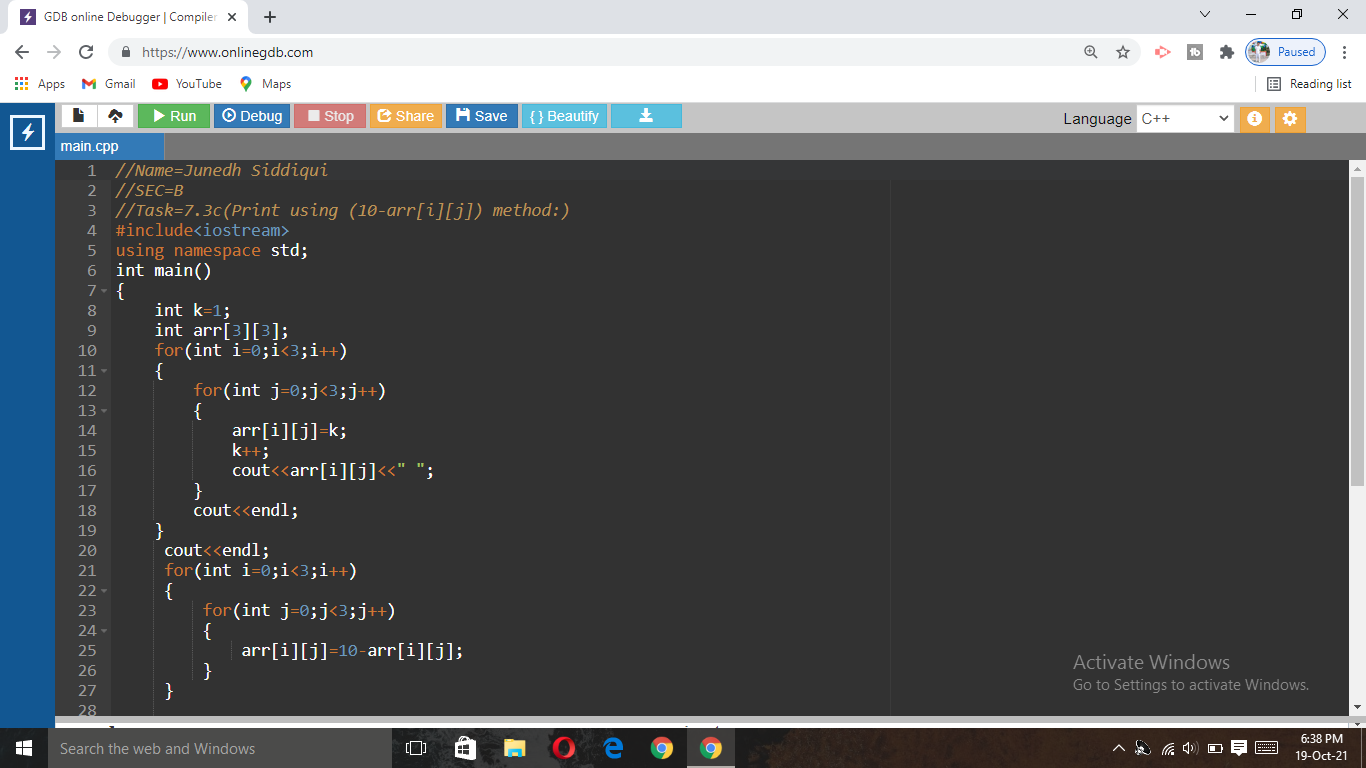 GDB online Debugger | Compiler
https://www.onlinegdb.com
Paused
Apps Gmail YouTube Maps Reading list
Run Debug Stop Share Save { } Beautify Language C++
main.cpp
1 //Name=Junedh Siddiqui
2 //SEC=B
3 //Task=7.3c(Print using (10-arr[i][j]) method:)
4 #include<iostream>
5 using namespace std;
6 int main()
7 {
8 int k=1;
9 int arr[3][3];
10 for(int i=0;i<3;i++)
11 {
12 for(int j=0;j<3;j++)
13 {
14 arr[i][j]=k;
15 k++;
16 cout<<arr[i][j]<<" ";
17 }
18 cout<<endl;
19 }
20 cout<<endl;
21 for(int i=0;i<3;i++)
22 {
23 for(int j=0;j<3;j++)
24 {
25 arr[i][j]=10-arr[i][j];
26 }
27 }
28
Activate Windows
Go to Settings to activate Windows.
Search the web and Windows
6:38 PM
19-Oct-21